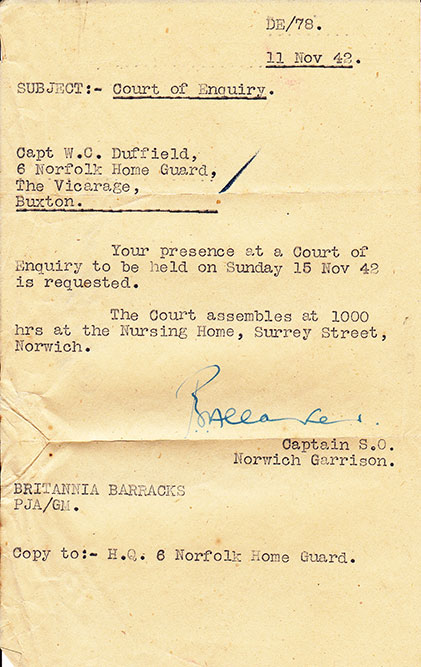 DE/78.
11 Nov 42.
SUBJECT:- Court of Enquiry.
Capt W.C. Duffield,
6 Norfolk Home Guard,
The Vicarage,
Buxton.
Your presence at a Court of
Enquiry to be held on Sunday 15 Nov 42
is requested.
The Court assembles at 1000
hrs at the Nursing Home, Surrey Street,
Norwich.
Captain S.O.
Norwich Garrison.
BRITANNIA BARRACKS
PJA/GM.
Copy to:- H.Q. 6 Norfolk Home Guard.